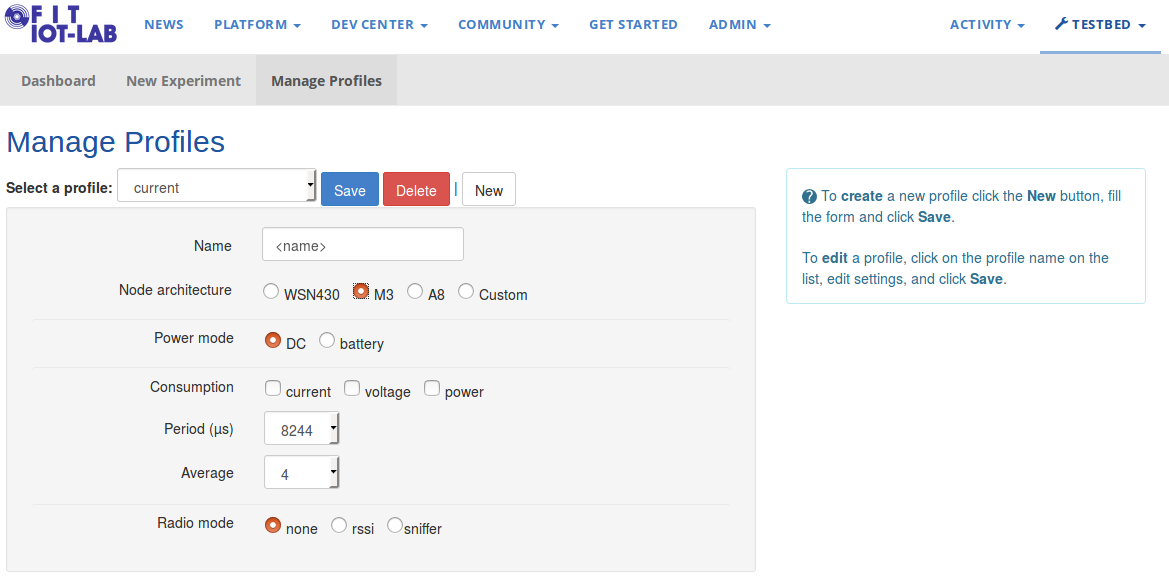 FIT
IOT-LAB
NEWS PLATFORM DEV CENTER COMMUNITY GET STARTED ADMIN ACTIVITY TESTBED
Dashboard New Experiment Manage Profiles
Manage Profiles
Select a profile: current Save Delete | New
Name <name>
Node architecture WSN430 M3 A8 Custom
Power mode DC battery
Consumption current voltage power
Period (µs) 8244
Average 4
Radio mode none rssi sniffer
? To create a new profile click the New button, fill
the form and click Save.
To edit a profile, click on the profile name on the
list, edit settings, and click Save.